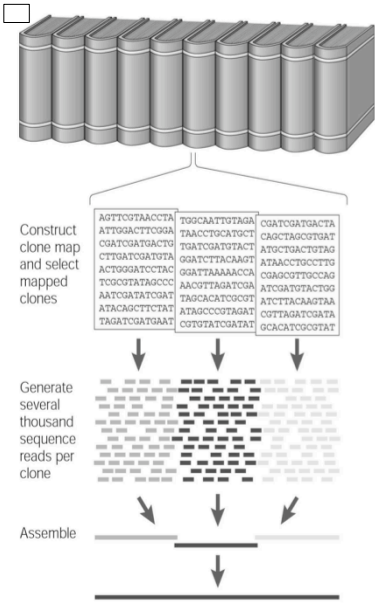 Construct
clone map
and select
mapped
clones
AGTTCGTAACCTA
ATTGGACTTCGGA
CGATCGATGACTG
CTTGATCGATGTA
ACTGGGATCCTAC
TCGCGTATAGCCC
AATCGATATCGAT
ATACAGCTTCTAT
TAGATCGATGAAT
TGGCAATTGTAGA
TAACCTGCATGCT
TGATCGATGTACT
GGATCTTACAAGT
GGATTAAAAACCA
AACGTTAGATCGA
TAGCACATCGCGT
ATAGCCCGTAGAT
CGTGTATCGATAT
CGATCGATGACTA
CAGCTAGCGTGAT
ATGCTGACTGTAG
ATAACCTGCCTTG
CGAGCGTTGCCAG
ATCGATGTACTGG
ATCTTACAAGTAA
CGTTAGATCGATA
GCACATCGCGTAT
Generate
several
thousand
sequence
reads per
clone
Assemble